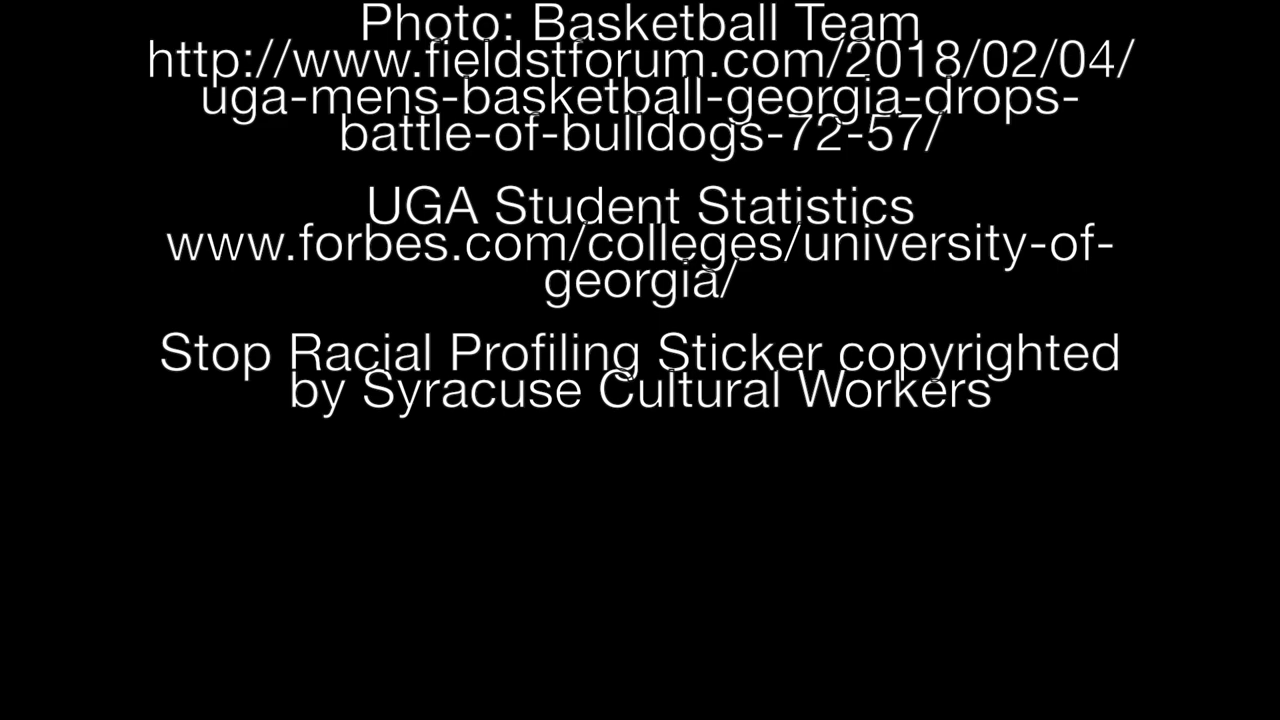 Photo: Basketball Team
http://www.fieldstforum.com/2018/02/04/
uga-mens-basketball-georgia-drops-
battle-of-bulldogs-72-57/
UGA Student Statistics
www.forbes.com/colleges/university-of-
georgia/
Stop Racial Profiling Sticker copyrighted
by Syracuse Cultural Workers